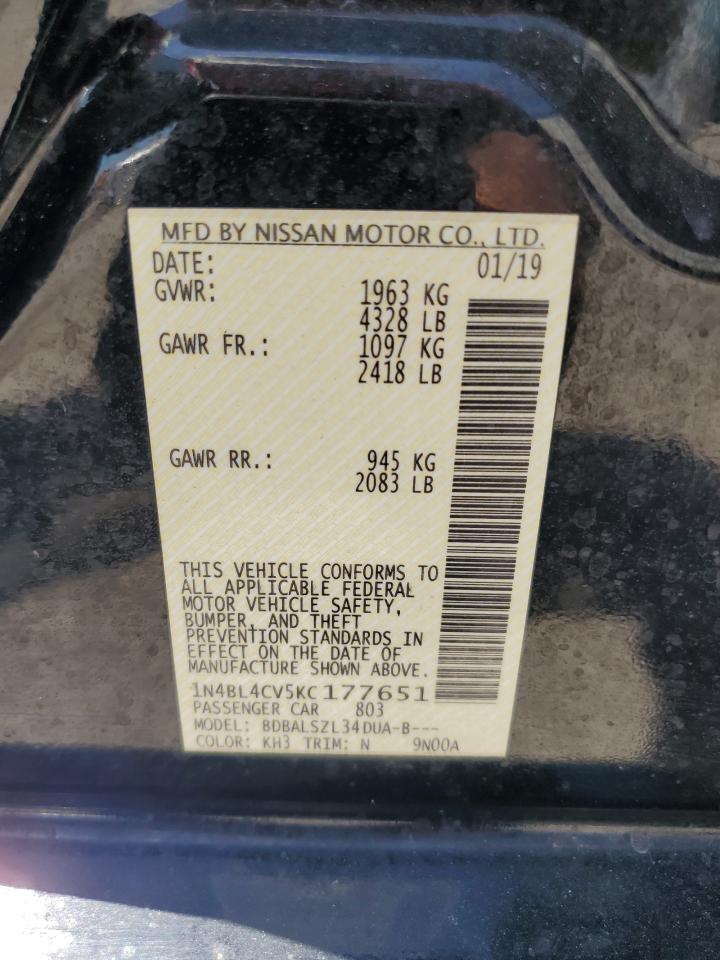 MFD BY NISSAN MOTOR CO., LTD.
DATE: 01/19
GVWR: 1963 KG
4328 LB
GAWR FR.: 1097 KG
2418 LB
GAWR RR.: 945 KG
2083 LB
THIS VEHICLE CONFORMS TO
ALL APPLICABLE FEDERAL
MOTOR VEHICLE SAFETY,
BUMPER, AND THEFT
PREVENTION STANDARDS IN
EFFECT ON THE DATE OF
MANUFACTURE SHOWN ABOVE.
1N4BL4CV5KC177651
PASSENGER CAR 803
MODEL: BDBALSZL34DUA-B---
COLOR: KH3 TRIM: N 9N00A